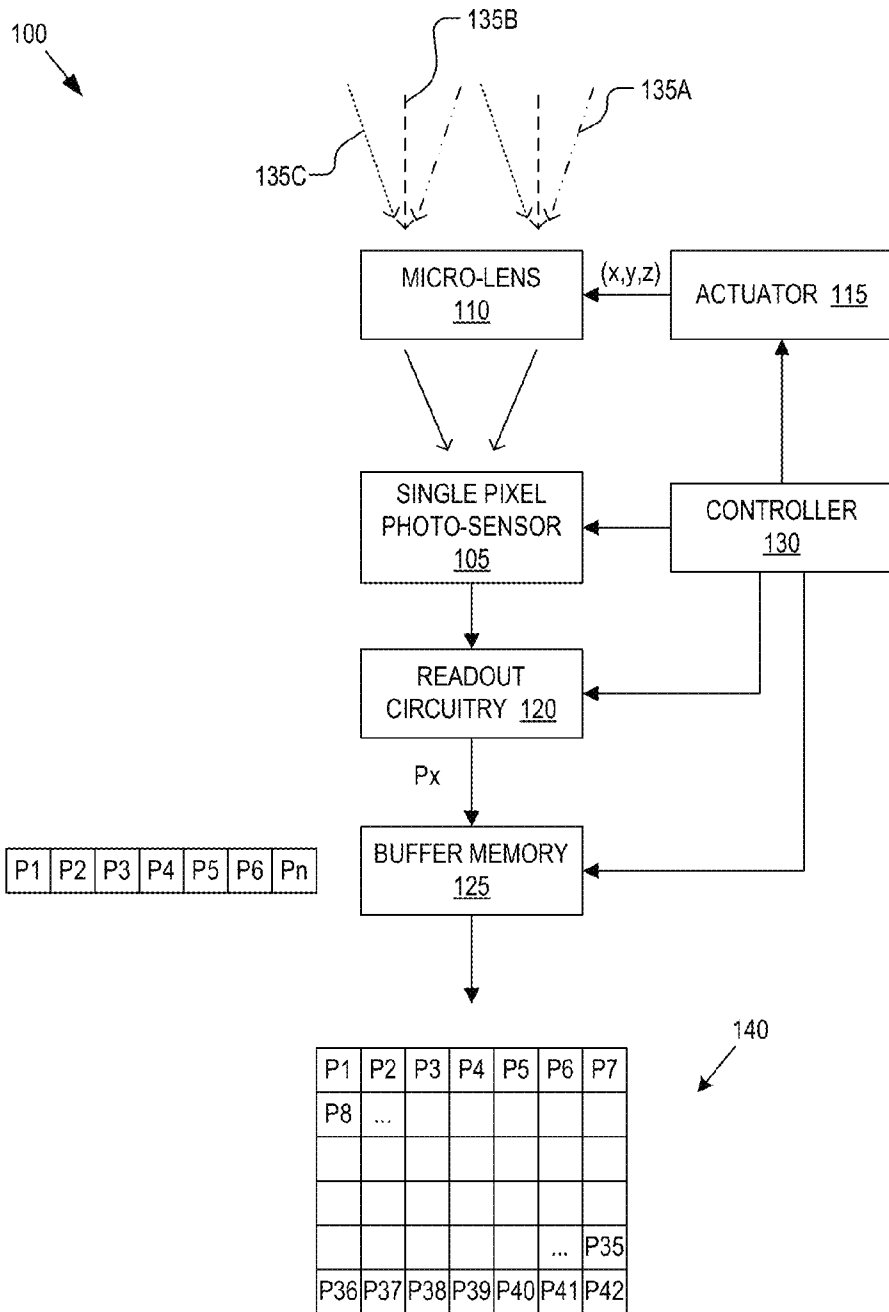 100
135B
135A
135C
MICRO-LENS
110
(x,y,z)
ACTUATOR 115
SINGLE PIXEL
PHOTO-SENSOR
105
CONTROLLER
130
READOUT
CIRCUITRY 120
Px
P1 P2 P3 P4 P5 P6 Pn
BUFFER MEMORY
125
140
P1 P2 P3 P4 P5 P6 P7
P8 ...
... P35
P36 P37 P38 P39 P40 P41 P42